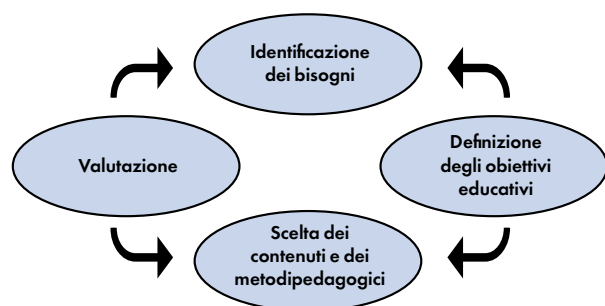 Identificazione
dei bisogni
Valutazione
Definizione
degli obiettivi
educativi
Scelta dei
contenuti e dei
metodipedagogici